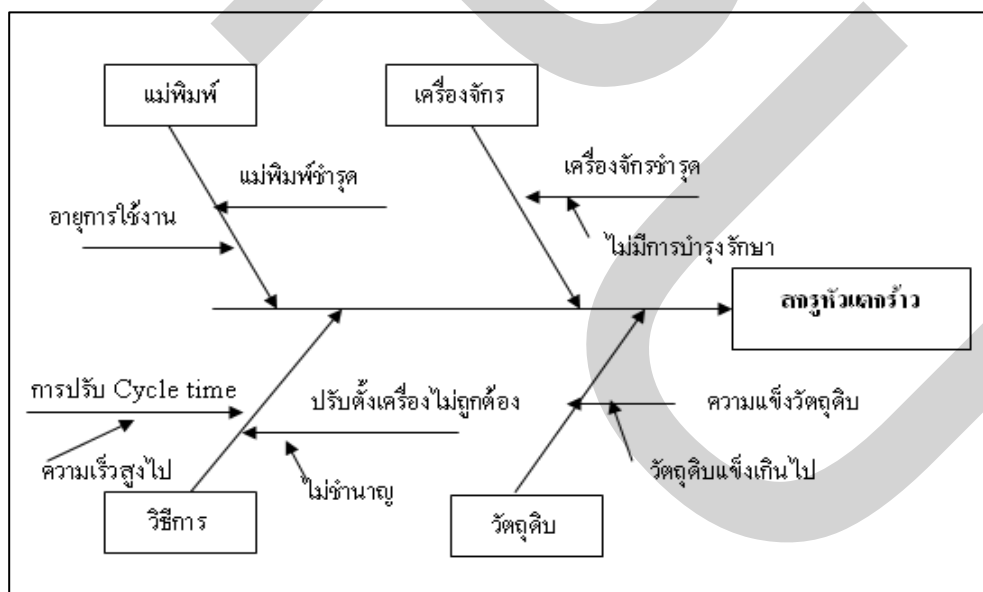 แม่พิมพ์
เครื่องจักร
แม่พิมพ์ชำรุด
เครื่องจักรชำรุด
อายุการใช้งาน
ไม่มีการบำรุงรักษา
สกรูหัวแตกร้าว
การปรับ Cycle time
ปรับตั้งเครื่องไม่ถูกต้อง
ความแข็งวัตถุดิบ
ความเร็วสูงไป
ไม่ชำนาญ
วัตถุดิบแข็งเกินไป
วิธีการ
วัตถุดิบ